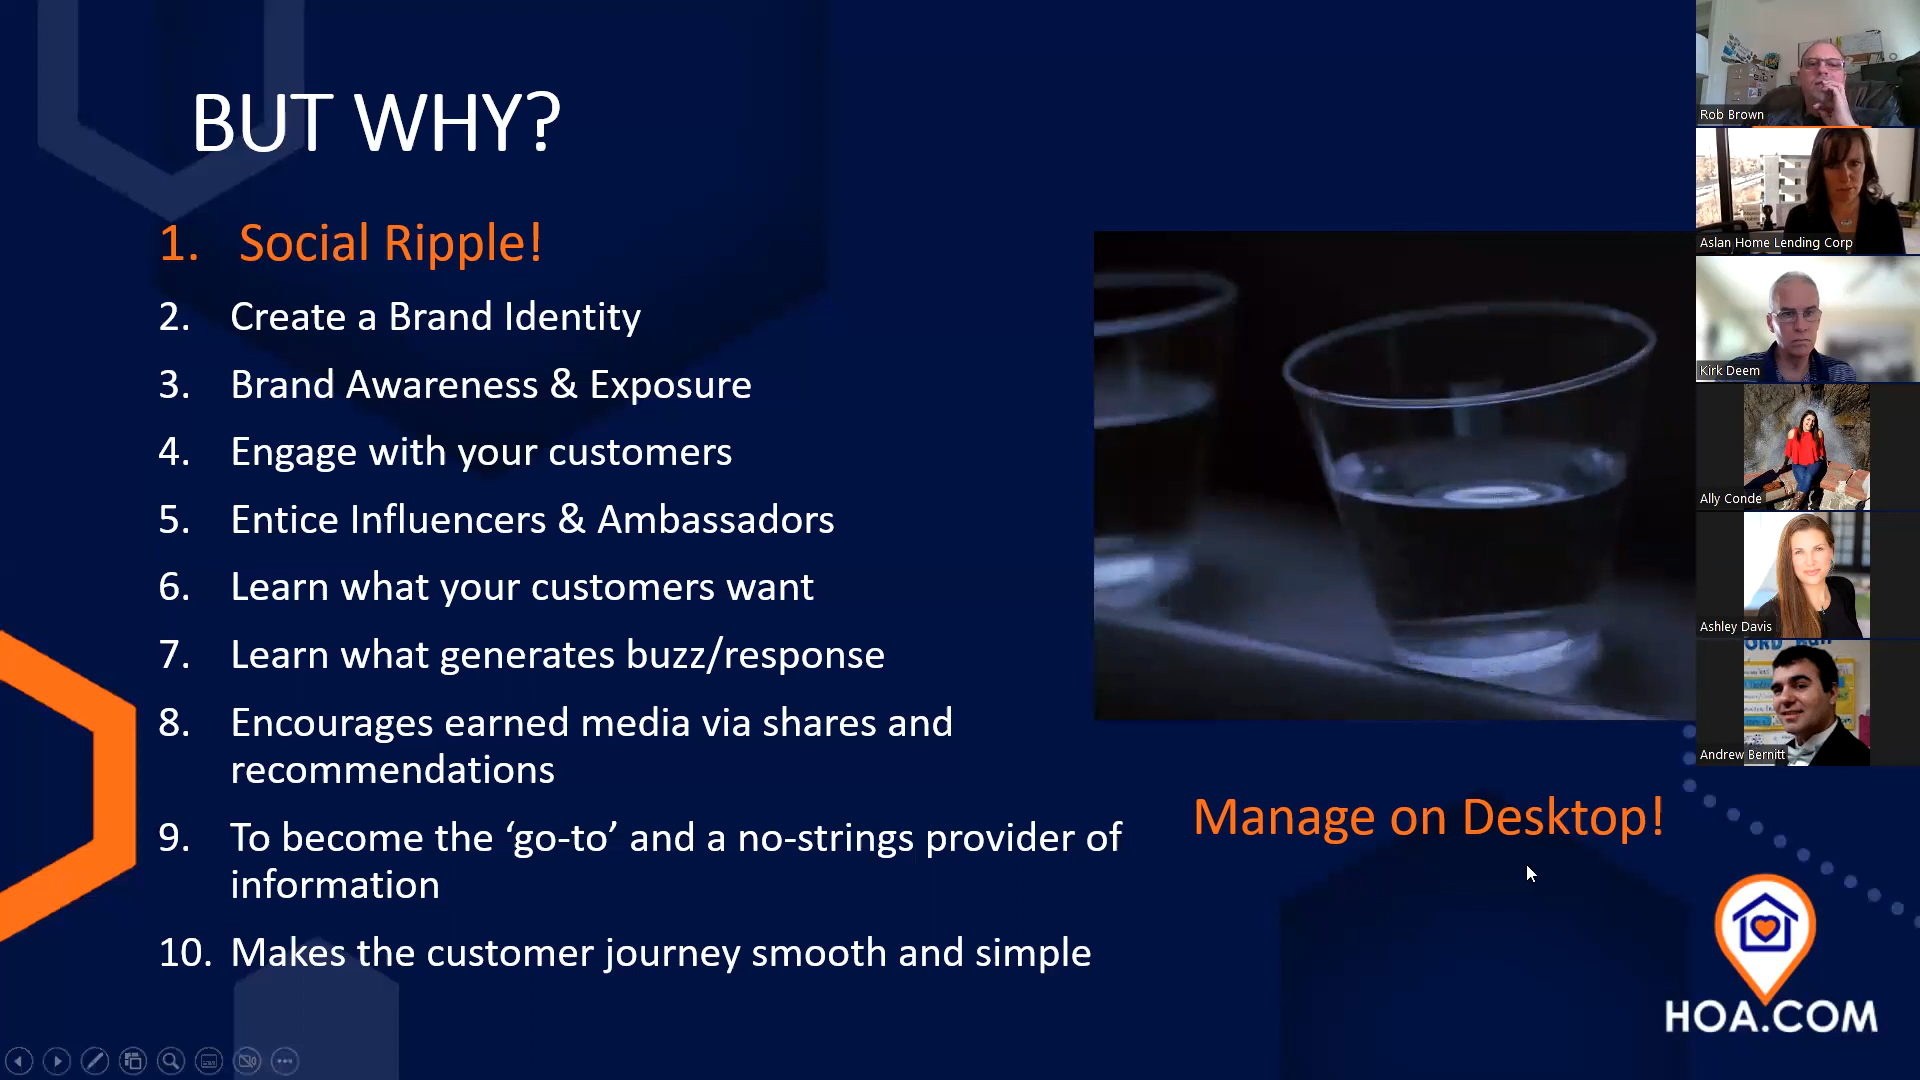 BUT WHY?
1. Social Ripple!
2. Create a Brand Identity
3. Brand Awareness & Exposure
4. Engage with your customers
5. Entice Influencers & Ambassadors
6. Learn what your customers want
7. Learn what generates buzz/response
8. Encourages earned media via shares and
recommendations
9. To become the ‘go-to’ and a no-strings provider of
information
10. Makes the customer journey smooth and simple
Manage on Desktop!
HOA.COM
Rob Brown
Aslan Home Lending Corp
Kirk Deem
Ally Conde
Ashley Davis
Andrew Bernitt